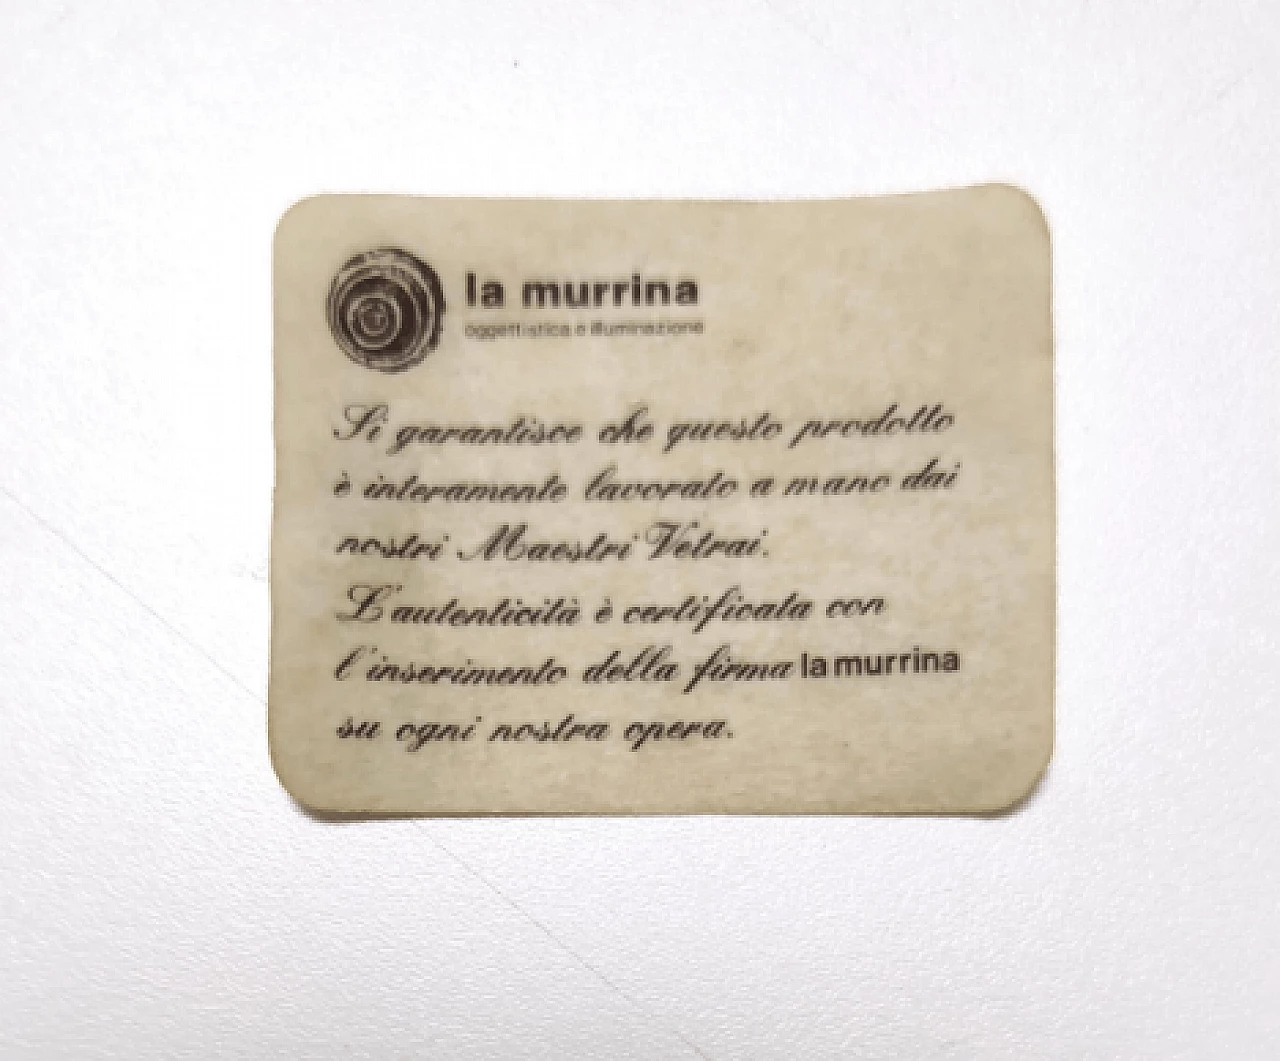 la murrina
oggettistica e illuminazione
Si garantisce che questo prodotto
è interamente lavorato a mano dai
nostri Maestri Vetrai.
L'autenticità è certificata con
l'inserimento della firma la murrina
su ogni nostra opera.